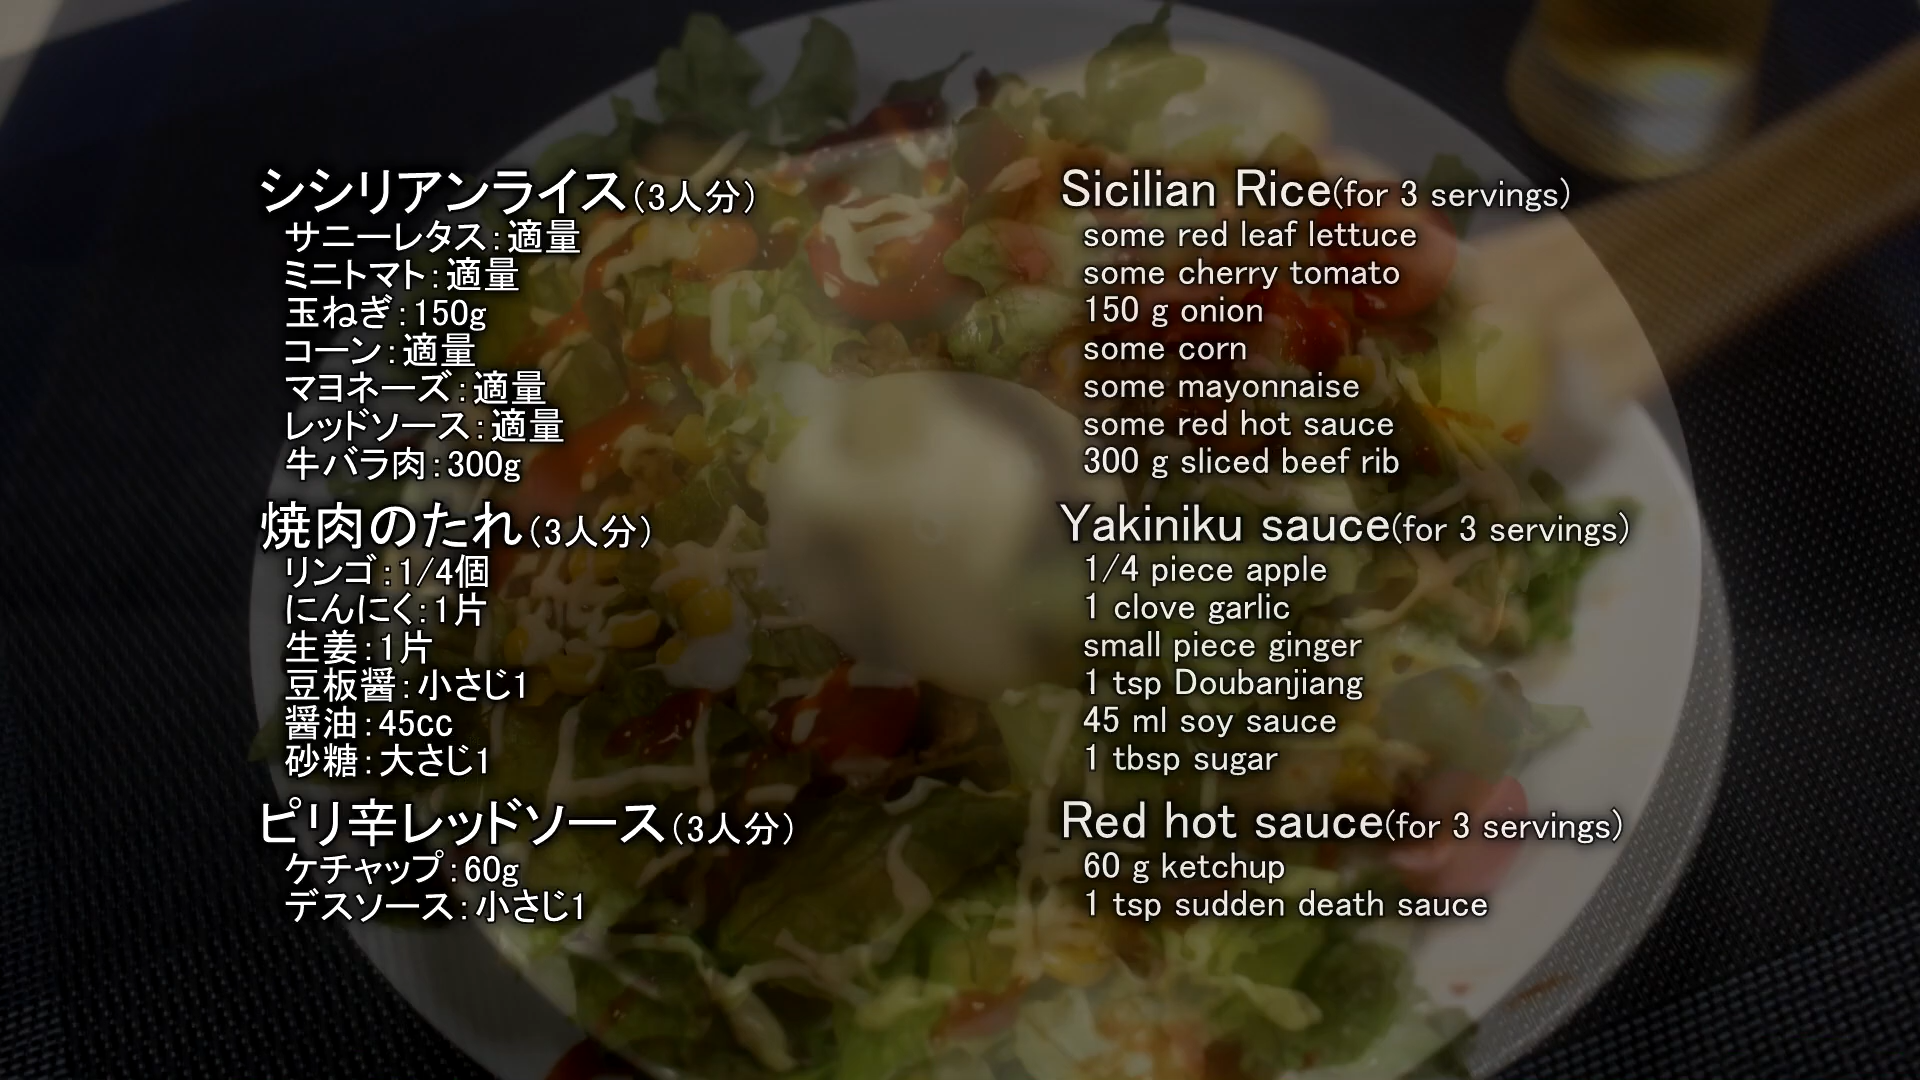 シシリアンライス（3人分）
サニーレタス：適量
ミニトマト：適量
玉ねぎ：150g
コーン：適量
マヨネーズ：適量
レッドソース：適量
牛バラ肉：300g
焼肉のたれ（3人分）
リンゴ：1/4個
にんにく：1片
生姜：1片
豆板醤：小さじ1
醤油：45cc
砂糖：大さじ1
ピリ辛レッドソース（3人分）
ケチャップ：60g
デスソース：小さじ1
Sicilian Rice(for 3 servings)
some red leaf lettuce
some cherry tomato
150 g onion
some corn
some mayonnaise
some red hot sauce
300 g sliced beef rib
Yakiniku sauce(for 3 servings)
1/4 piece apple
1 clove garlic
small piece ginger
1 tsp Doubanjiang
45 ml soy sauce
1 tbsp sugar
Red hot sauce(for 3 servings)
60 g ketchup
1 tsp sudden death sauce